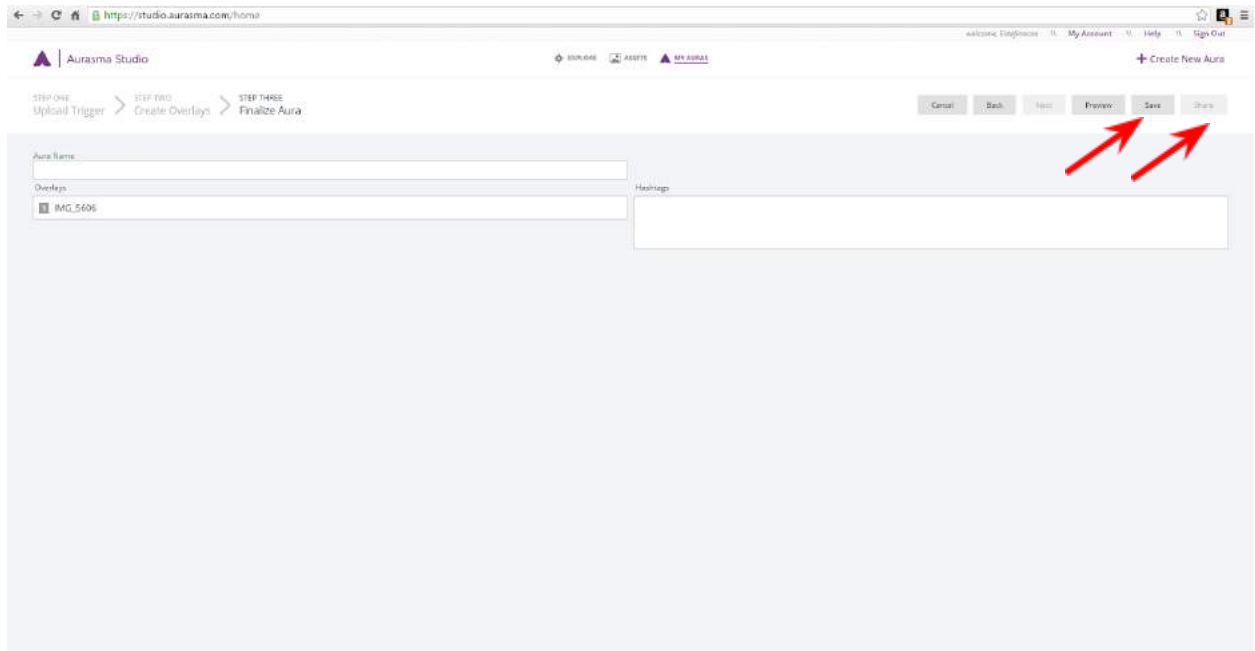 https://studio.aurasma.com/home
welcome \\ My Account \\ Help \\ Sign Out
Aurasma Studio
EXPLORE ASSETS MY AURAS
+ Create New Aura
STEP ONE STEP TWO STEP THREE
Upload Trigger Create Overlays Finalize Aura
Cancel Back Next Preview Save Share
Aura Name
Overlays Hashtags
1 IMG_5606